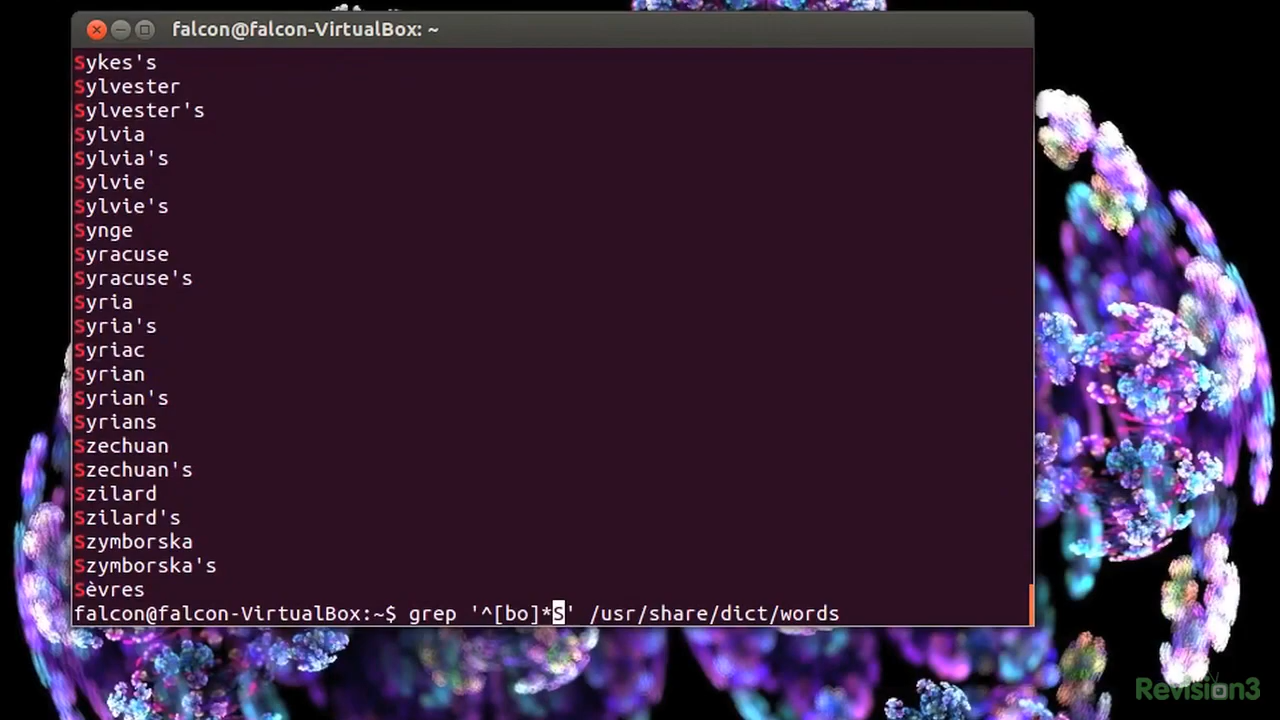 falcon@falcon-VirtualBox: ~
Sykes's
Sylvester
Sylvester's
Sylvia
Sylvia's
Sylvie
Sylvie's
Synge
Syracuse
Syracuse's
Syria
Syria's
Syriac
Syrian
Syrian's
Syrians
Szechuan
Szechuan's
Szilard
Szilard's
Szymborska
Szymborska's
Sèvres
falcon@falcon-VirtualBox:~$ grep '^[bo]*S' /usr/share/dict/words
Revision3